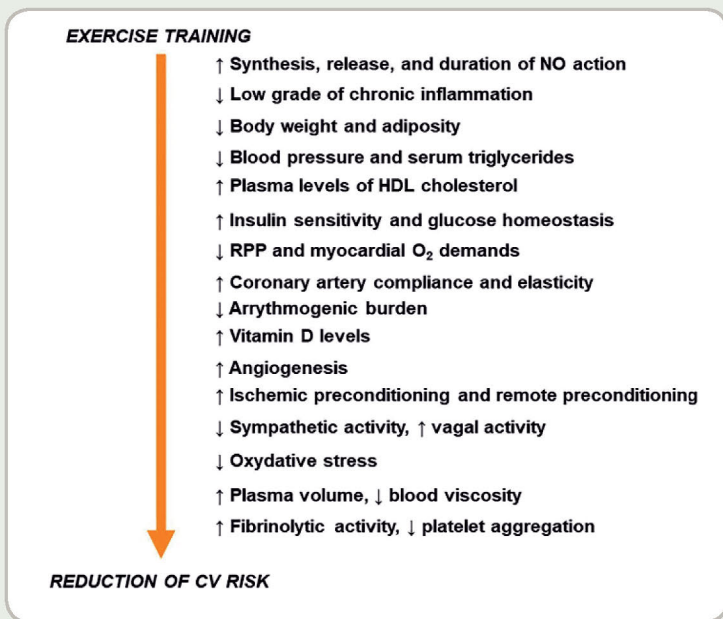 EXERCISE TRAINING
↑ Synthesis, release, and duration of NO action
↓ Low grade of chronic inflammation
↓ Body weight and adiposity
↓ Blood pressure and serum triglycerides
↑ Plasma levels of HDL cholesterol
↑ Insulin sensitivity and glucose homeostasis
↓ RPP and myocardial O₂ demands
↑ Coronary artery compliance and elasticity
↓ Arrythmogenic burden
↑ Vitamin D levels
↑ Angiogenesis
↑ Ischemic preconditioning and remote preconditioning
↓ Sympathetic activity, ↑ vagal activity
↓ Oxydative stress
↑ Plasma volume, ↓ blood viscosity
↑ Fibrinolytic activity, ↓ platelet aggregation
REDUCTION OF CV RISK